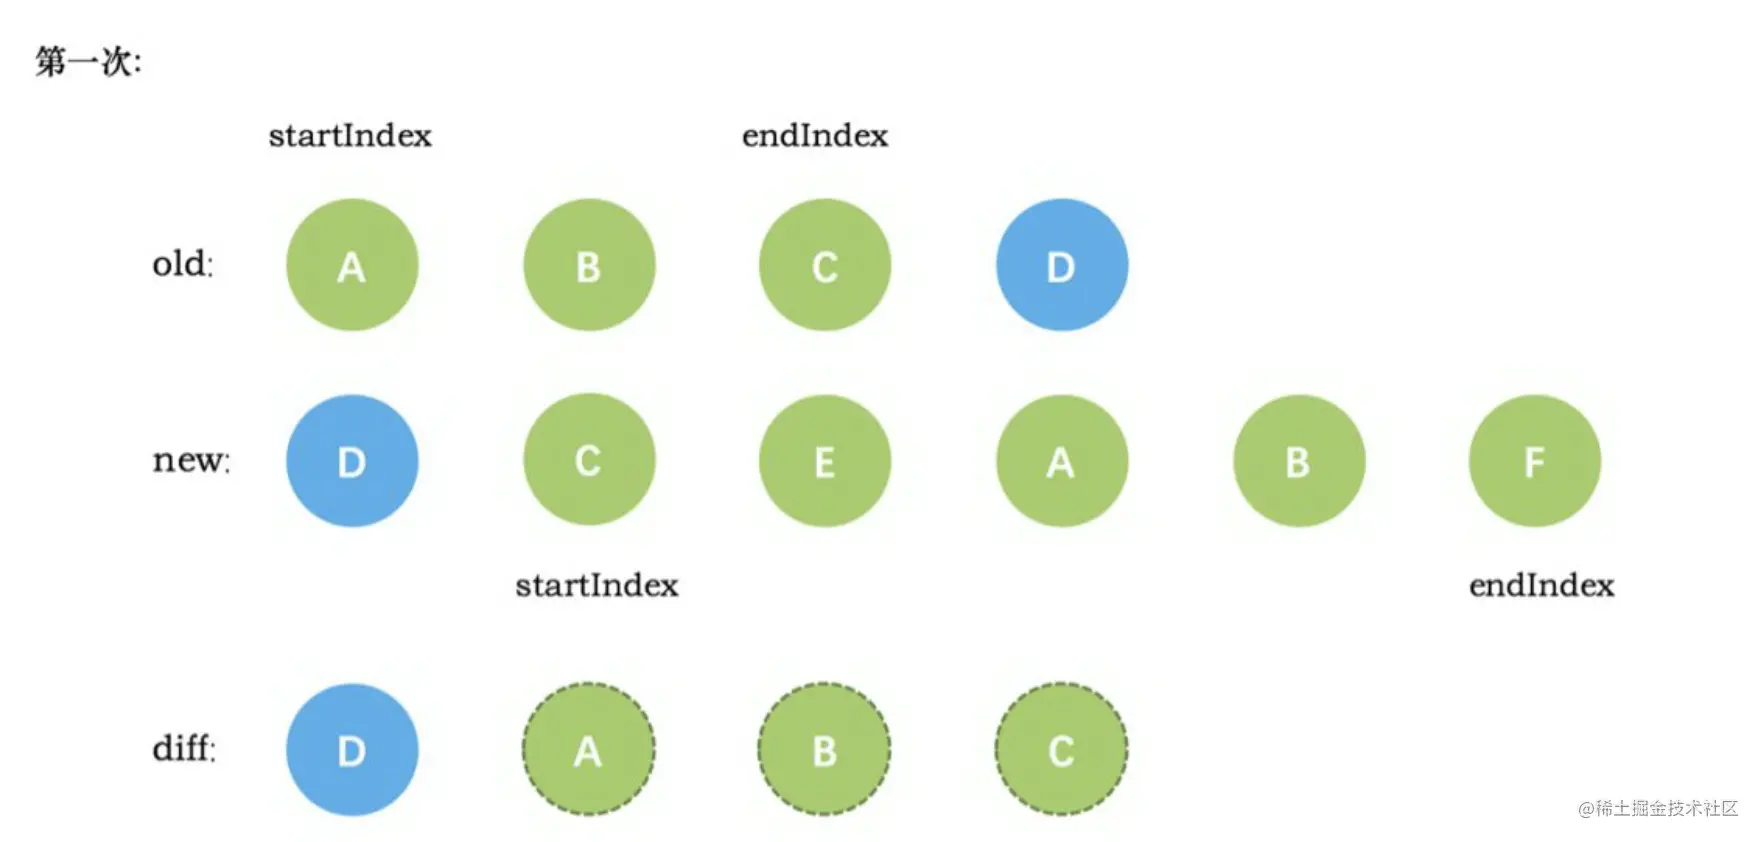 第一次:
startIndex endIndex
old: A B C D
new: D C E A B F
startIndex endIndex
diff: D A B C
@稀土掘金技术社区